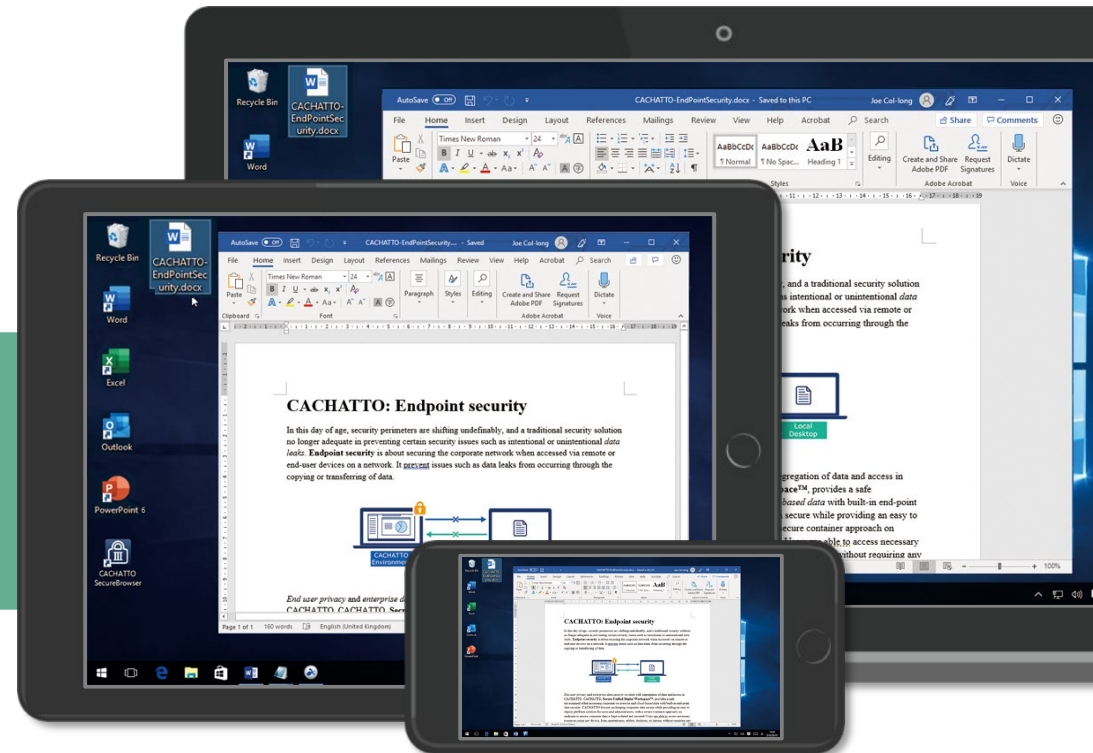 Recycle Bin
CACHATTO-
EndPointSec
urity.docx
Word
AutoSave Off CACHATTO-EndPointSecurity.docx - Saved to this PC Joe Col-long
File Home Insert Design Layout References Mailings Review View Help Acrobat Search Share Comments
Times New Roman 24
Paste
AaBbCcDc AaBbCcDc AaB
¶ Normal ¶ No Spac... Heading 1
Editing
Create and Share Request
Adobe PDF Signatures
Dictate
Styles Adobe Acrobat Voice
rity
, and a traditional security solution
as intentional or unintentional data
ork when accessed via remote or
eaks from occurring through the
Local
Desktop
gregation of data and access in
pace™, provides a safe
based data with built-in end-point
secure while providing an easy to
ecure container approach on
able to access necessary
ithout requiring any
100%
Recycle Bin
CACHATTO-
EndPointSec
urity.docx
Word
Excel
Outlook
PowerPoint 6
CACHATTO
SecureBrowser
AutoSave Off CACHATTO-EndPointSecurity... - Saved Joe Col-long
File Home Insert Design Layout References Mailings Review View Help Acrobat Search
Times New Roman 24
Paste
Paragraph Styles Editing
Create and Share Request
Adobe PDF Signatures
Dictate
Clipboard Font Adobe Acrobat Voice
CACHATTO: Endpoint security
In this day of age, security perimeters are shifting undefinably, and a traditional security solution
no longer adequate in preventing certain security issues such as intentional or unintentional data
leaks. Endpoint security is about securing the corporate network when accessed via remote or
end-user devices on a network. It prevent issues such as data leaks from occurring through the
copying or transferring of data.
CACHATTO
Environment
End user privacy and enterprise d
CACHATTO. CACHATTO, Sec
Page 1 of 1 160 words English (United Kingdom)
CACHATTO: Endpoint security